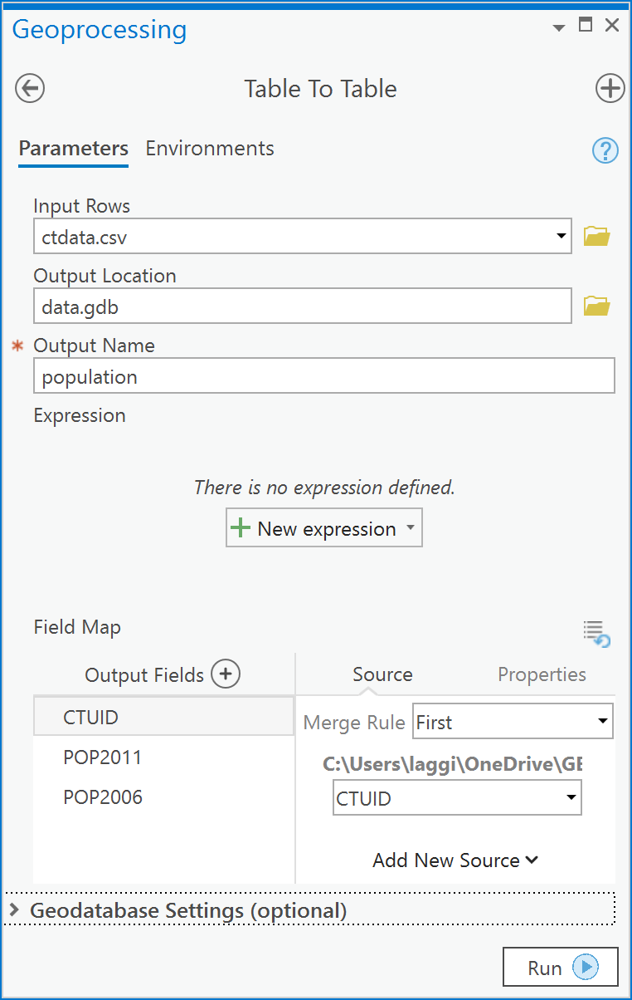 Geoprocessing
Table To Table
Parameters Environments
?
Input Rows
ctdata.csv
Output Location
data.gdb
* Output Name
population
Expression
There is no expression defined.
New expression
Field Map
Output Fields Source Properties
CTUID Merge Rule First
POP2011 C:\Users\laggi\OneDrive\GE
POP2006 CTUID
Add New Source
Geodatabase Settings (optional)
Run